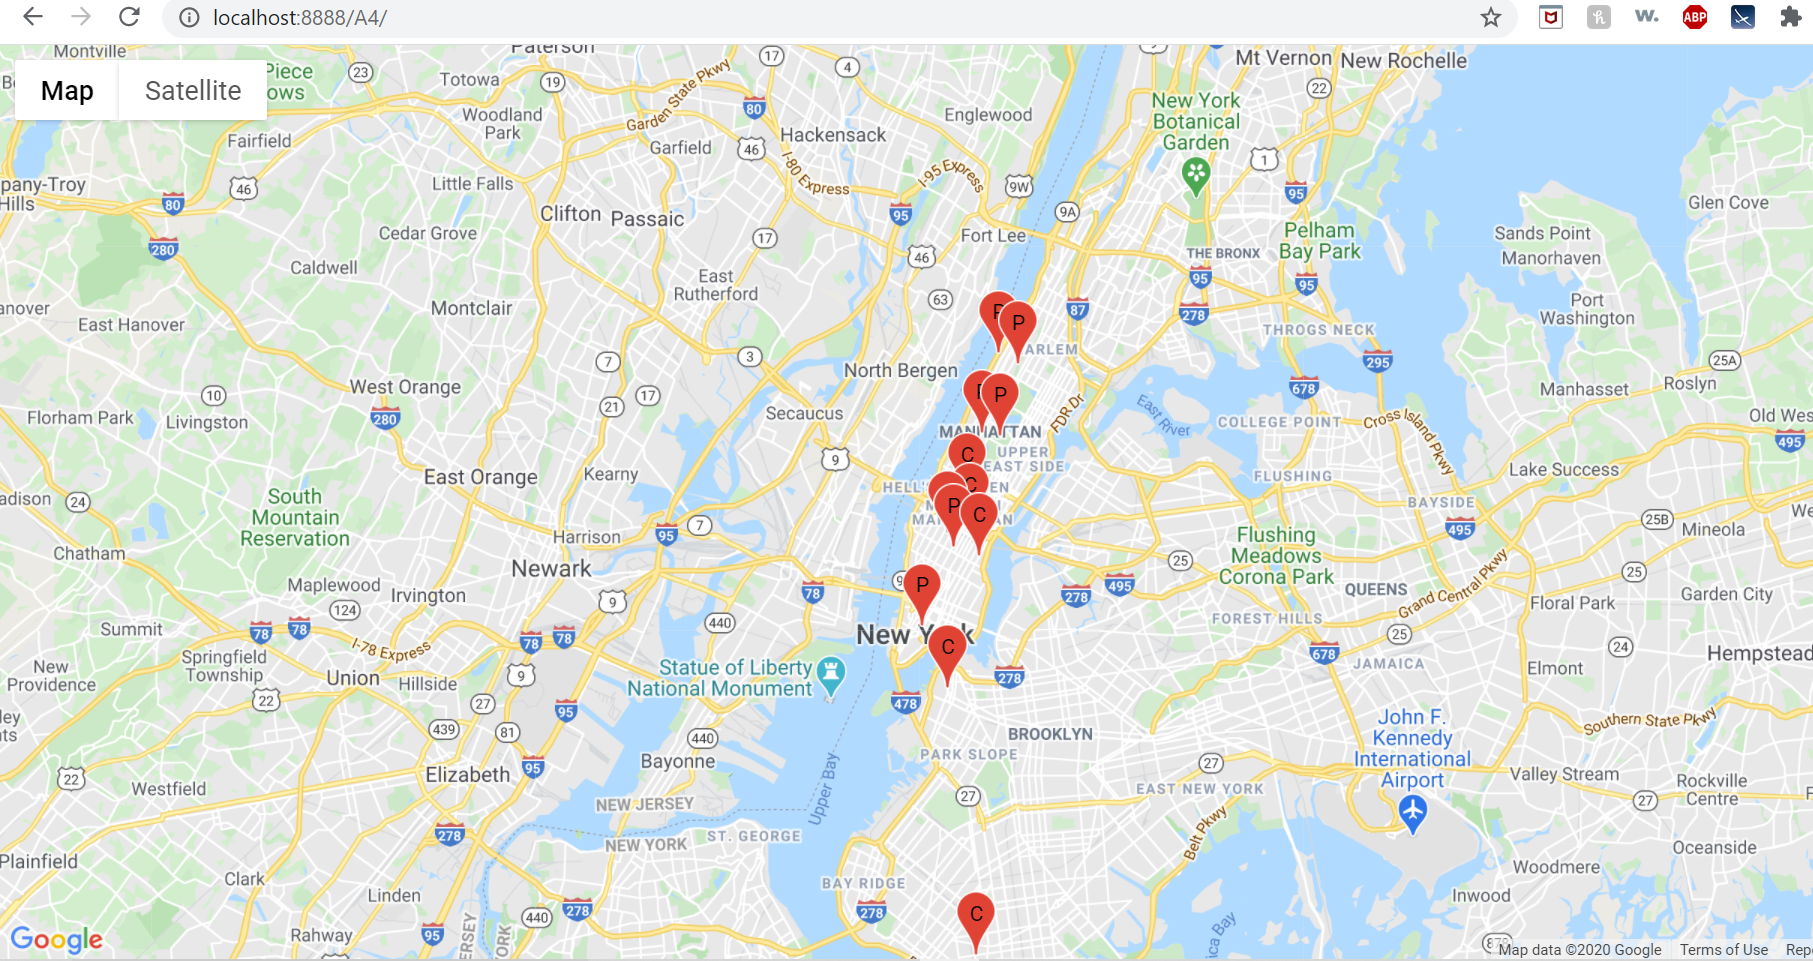 localhost:8888/A4/
ABP
Map
Satellite
Montville
Paterson
Totowa
Woodland
Park
Fairfield
Little Falls
Cedar Grove
Caldwell
Montclair
East Hanover
West Orange
Livingston
Florham Park
East Orange
South
Mountain
Reservation
Chatham
Maplewood
Irvington
Summit
Springfield
Township
New
Providence
Union
Hillside
Westfield
Elizabeth
Plainfield
Clark
Linden
Rahway
Garden State Pkwy
Garfield
Hackensack
Englewood
I-80 Express
I-95 Express
Clifton
Passaic
East
Rutherford
Fort Lee
North Bergen
Secaucus
Kearny
Harrison
Newark
I-78 Express
Statue of Liberty
National Monument
Bayonne
NEW JERSEY
NEW YORK
ST. GEORGE
Upper Bay
BAY RIDGE
Mt Vernon
New Rochelle
New York
Botanical
Garden
THE BRONX
Pelham
Bay Park
THROGS NECK
MANHATTAN
UPPER
EAST SIDE
FDR Dr
East River
COLLEGE POINT
Cross Island Pkwy
FLUSHING
BAYSIDE
Flushing
Meadows
Corona Park
QUEENS
Grand Central Pkwy
FOREST HILLS
JAMAICA
New York
BROOKLYN
PARK SLOPE
EAST NEW YORK
Belt Pkwy
John F.
Kennedy
International
Airport
Glen Cove
Sands Point
Manorhaven
Port
Washington
Manhasset
Roslyn
Old Wes
Lake Success
Mineola
Garden City
Floral Park
Elmont
Hempstead
Southern State Pkwy
Valley Stream
Rockville
Centre
Oceanside
Woodmere
Inwood
P
P
C
C
P
C
P
C
C
Google
Map data ©2020 Google
Terms of Use
Rep